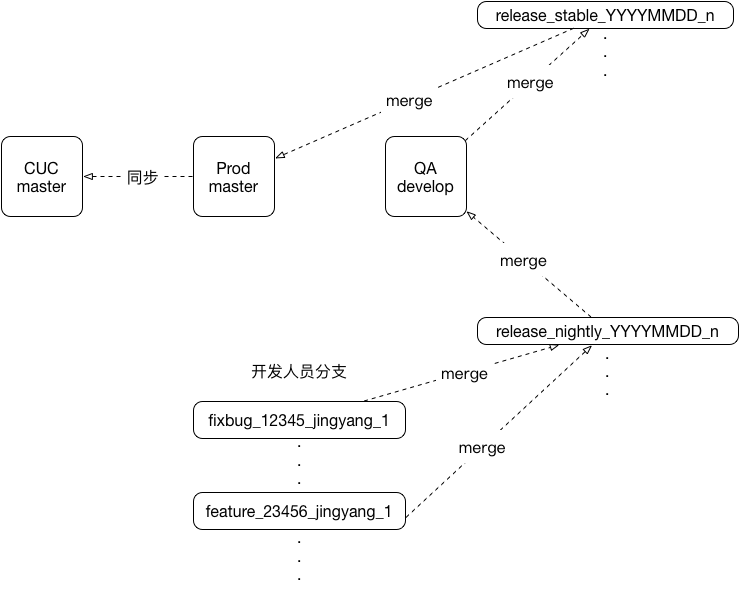 release_stable_YYYYMMDD_n
merge
merge
CUC
master
同步
Prod
master
QA
develop
merge
release_nightly_YYYYMMDD_n
开发人员分支
merge
fixbug_12345_jingyang_1
merge
feature_23456_jingyang_1